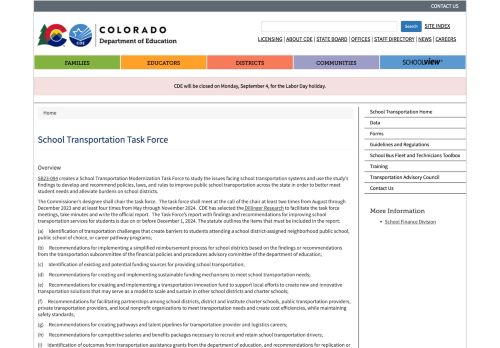 CONTACT US
COLORADO
Department of Education
CDE
Search
SITE INDEX
LICENSING | ABOUT CDE | STATE BOARD | OFFICES | STAFF DIRECTORY | NEWS | CAREERS
FAMILIES
EDUCATORS
DISTRICTS
COMMUNITIES
SCHOOLVIEW
CDE will be closed on Monday, September 4, for the Labor Day holiday.
Home
School Transportation Task Force
Overview
SB23-094 creates a School Transportation Modernization Task Force to study the issues facing school transportation systems and use the study's
findings to develop and recommend policies, laws, and rules to improve public school transportation across the state in order to better meet
student needs and alleviate burdens on school districts.
The Commissioner's designee shall chair the task force. The task force shall meet at the call of the chair at least two times from August through
December 2023 and at least four times from May through November 2024. CDE has selected the Dillinger Research to facilitate the task force
meetings, take minutes and write the official report. The Task Force's report with findings and recommendations for improving school
transportation services for students is due on or before December 1, 2024. The statute outlines the items that must be included in the report:
(a) Identification of transportation challenges that create barriers to students attending a school district-assigned neighborhood public school,
public school of choice, or career pathway programs;
(b) Recommendations for implementing a simplified reimbursement process for school districts based on the findings or recommendations
from the transportation subcommittee of the financial policies and procedures advisory committee of the department of education;
(c) Identification of existing and potential funding sources for providing school transportation,
(d) Recommendations for creating and implementing sustainable funding mechanisms to meet school transportation needs;
(e) Recommendations for creating and implementing a transportation innovation fund to support local efforts to create new and innovative
transportation solutions that may serve as a model to scale and sustain in other school districts and charter schools;
(f) Recommendations for facilitating partnerships among school districts, district and institute charter schools, public transportation providers,
private transportation providers, and local nonprofit organizations to meet transportation needs and create cost efficiencies, while maintaining
safety standards,
(g) Recommendations for creating pathways and talent pipelines for transportation provider and logistics careers;
(h) Recommendations for competitive salaries and benefits packages necessary to recruit and retain school transportation drivers;
(i) Identification of outcomes from transportation assistance grants from the department of education, and recommendations for replication or
School Transportation Home
Data
Forms
Guidelines and Regulations
School Bus Fleet and Technicians Toolbox
Training
Transportation Advisory Council
Contact Us
More Information
• School Finance Division